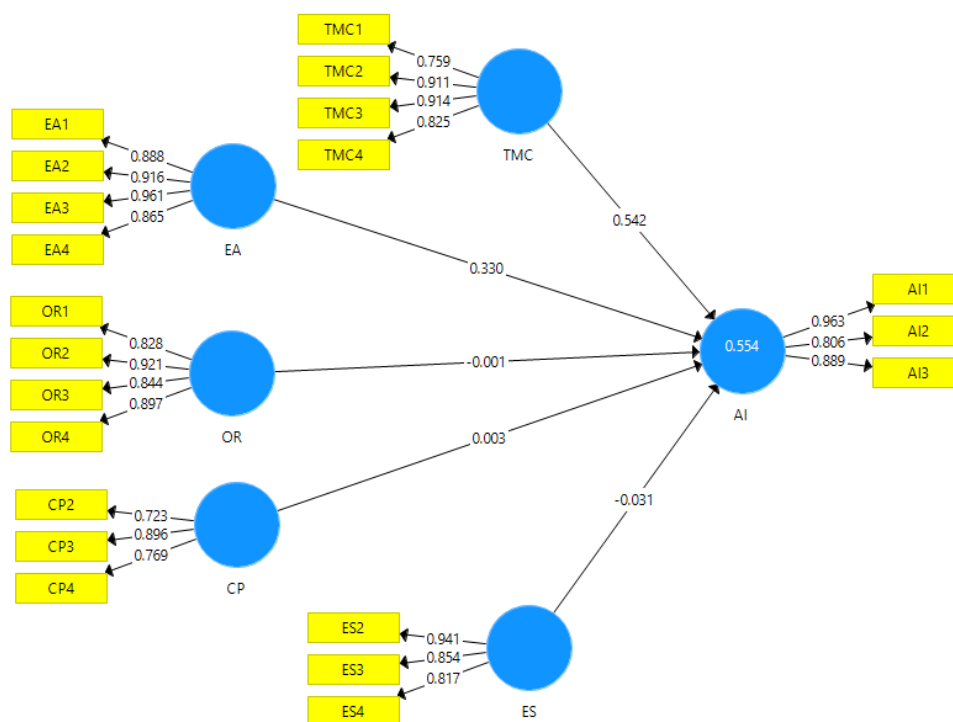 TMC1
TMC2
TMC3
TMC4
0.759
0.911
0.914
0.825
TMC
EA1
EA2
EA3
EA4
0.888
0.916
0.961
0.865
EA
0.542
0.330
OR1
OR2
OR3
OR4
0.828
0.921
0.844
0.897
OR
-0.001
0.554
AI
0.963
0.806
0.889
AI1
AI2
AI3
CP2
CP3
CP4
0.723
0.896
0.769
CP
0.003
-0.031
ES2
ES3
ES4
0.941
0.854
0.817
ES